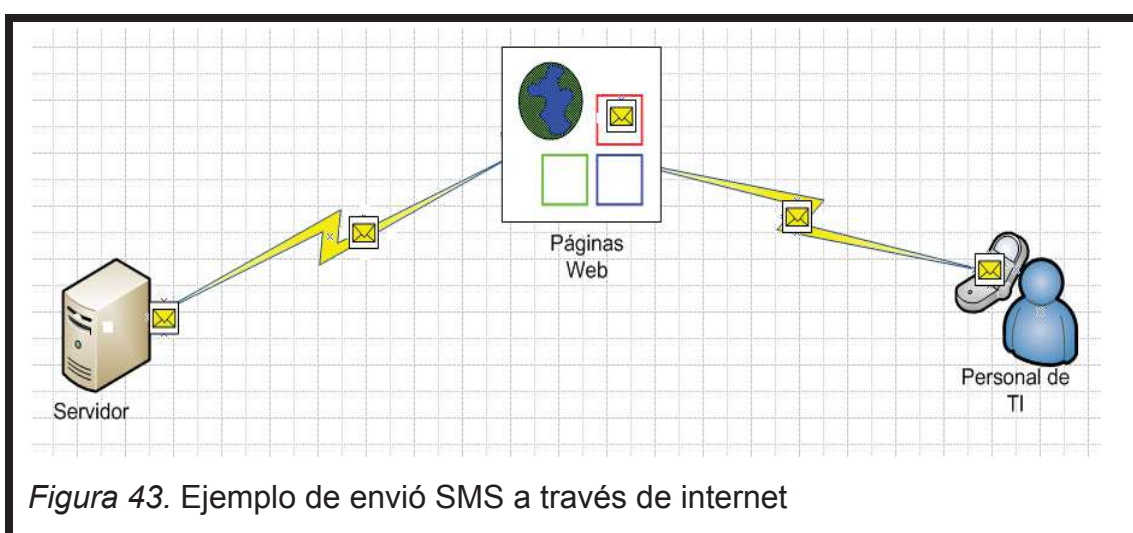 Páginas
Web
Servidor
Personal de
TI
Figura 43. Ejemplo de envió SMS a través de internet